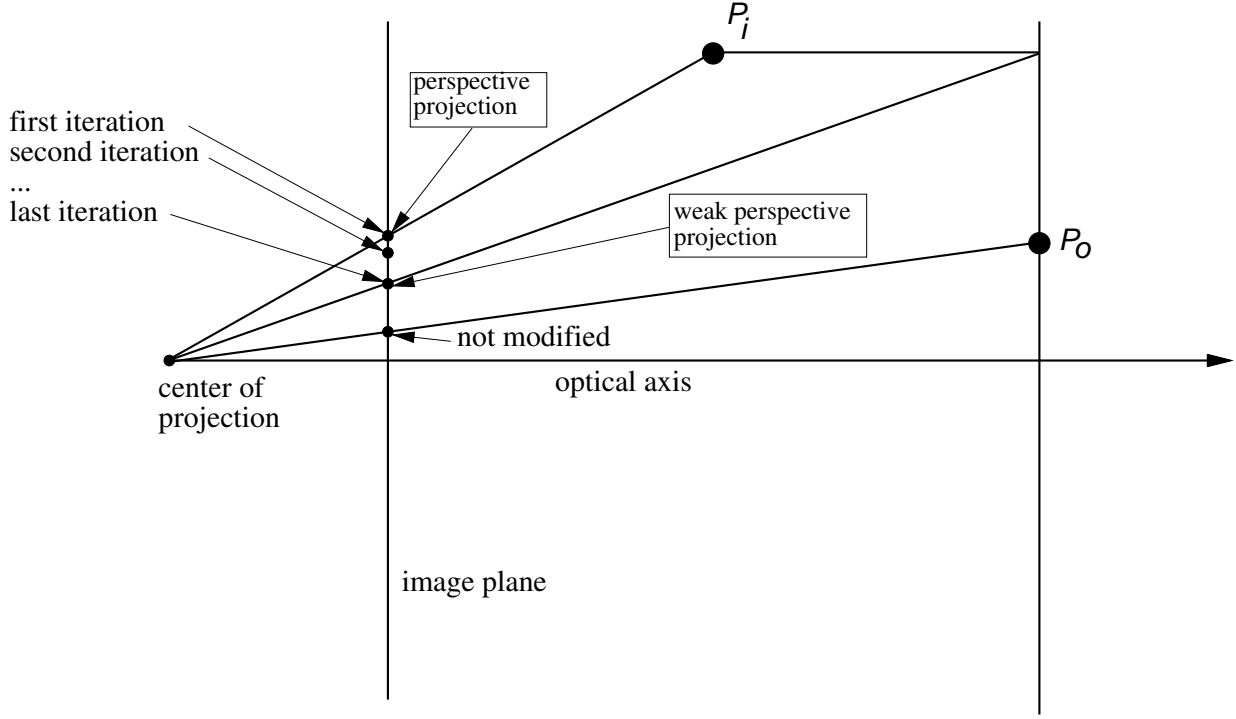 P_i
perspective
projection
first iteration
second iteration
...
last iteration
weak perspective
projection
P_o
not modified
center of
projection
optical axis
image plane